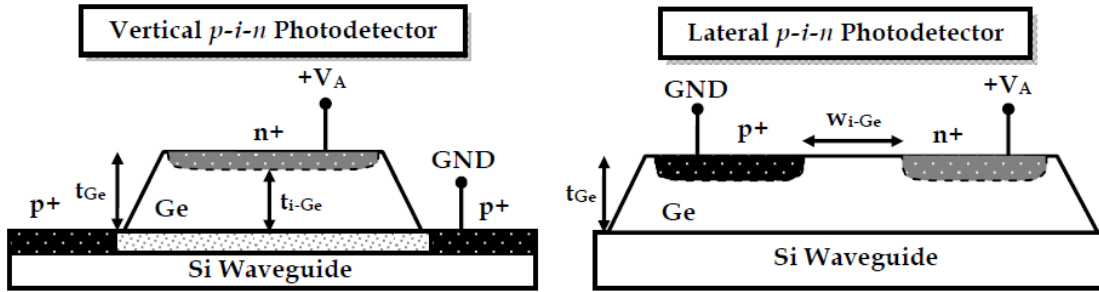 Vertical p-i-n Photodetector
+VA
n+
GND
tGe
p+
Ge
ti-Ge
p+
Si Waveguide
Lateral p-i-n Photodetector
GND
+VA
p+
wi-Ge
n+
tGe
Ge
Si Waveguide